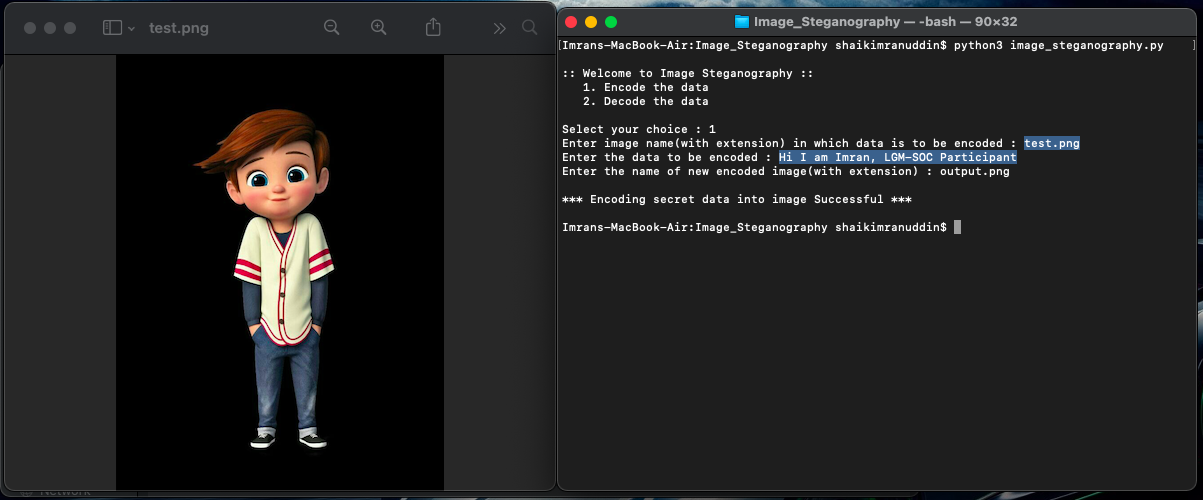 test.png
Image_Steganography — -bash — 90×32
[Imrans-MacBook-Air:Image_Steganography shaikimranuddin$ python3 image_steganography.py ]
:: Welcome to Image Steganography ::
1. Encode the data
2. Decode the data
Select your choice : 1
Enter image name(with extension) in which data is to be encoded : test.png
Enter the data to be encoded : Hi I am Imran, LGM-SOC Participant
Enter the name of new encoded image(with extension) : output.png
*** Encoding secret data into image Successful ***
Imrans-MacBook-Air:Image_Steganography shaikimranuddin$
Network